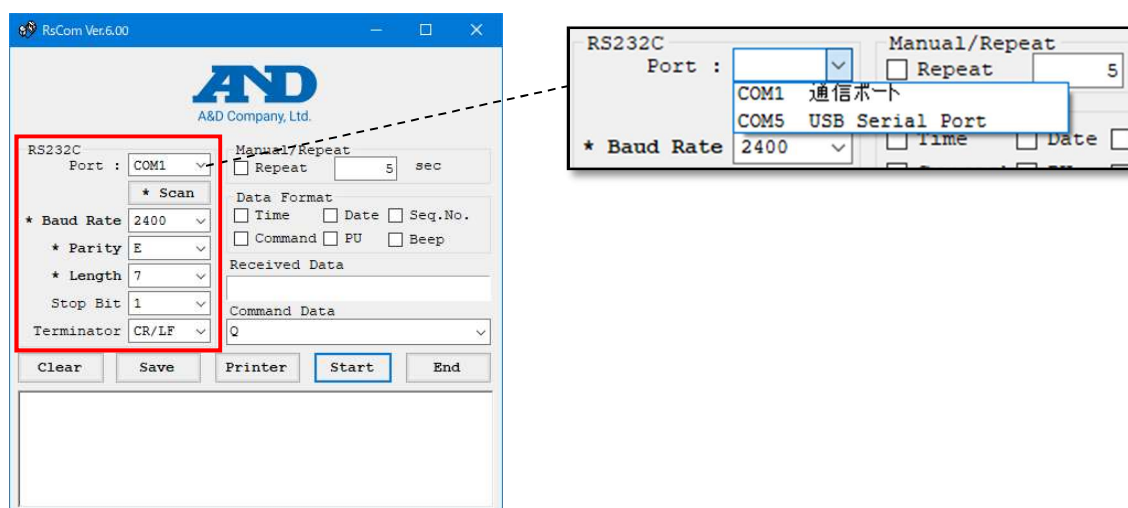 RsCom Ver.6.00
AND
A&D Company, Ltd.
RS232C
Port : COM1
* Scan
* Baud Rate 2400
* Parity E
* Length 7
Stop Bit 1
Terminator CR/LF
Manual/Repeat
Repeat 5 sec
Data Format
Time Date Seq.No.
Command PU Beep
Received Data
Command Data
Q
Clear Save Printer Start End
RS232C
Port :
Manual/Repeat
Repeat 5
COM1 通信ポート
COM5 USB Serial Port
* Baud Rate 2400
Time Date